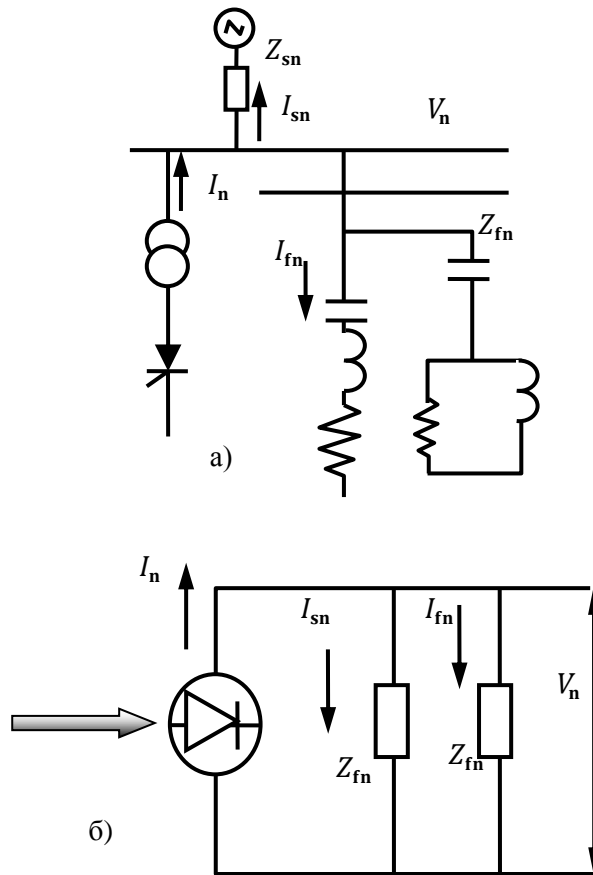 Z_sn
I_sn
V_n
I_n
Z_fn
I_fn
а)
I_n
I_sn
I_fn
V_n
Z_fn
Z_fn
б)